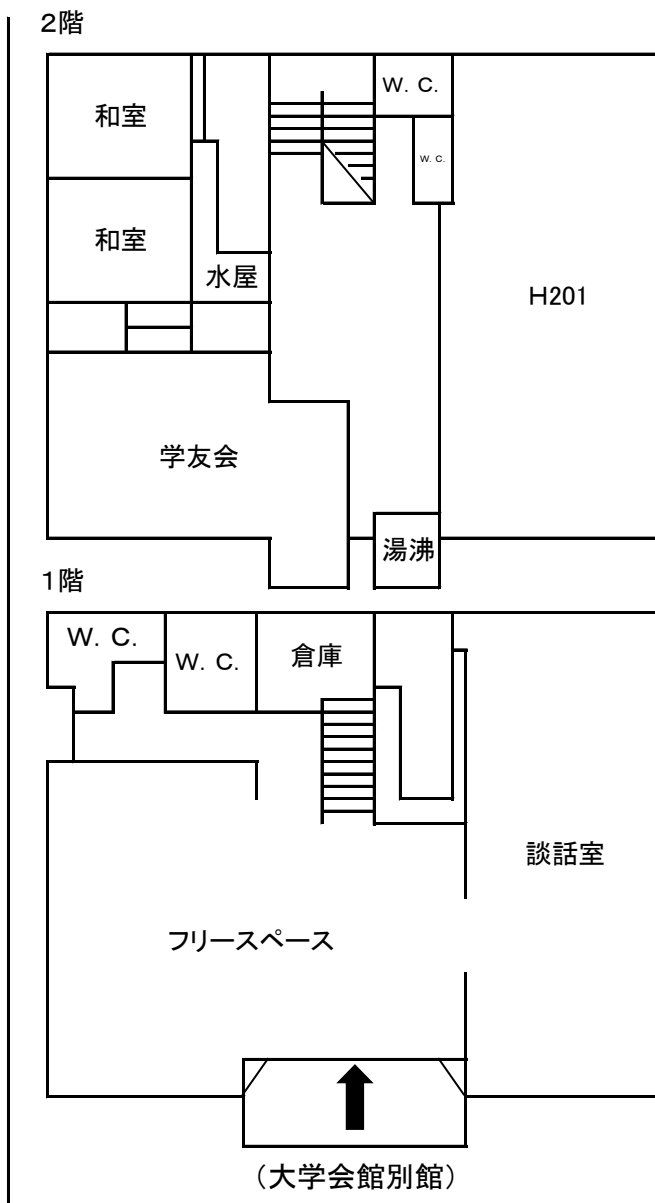 2階
和室
W. C.
W. C.
和室
水屋
H201
学友会
湯沸
1階
W. C.
W. C.
倉庫
談話室
フリースペース
（大学会館別館）